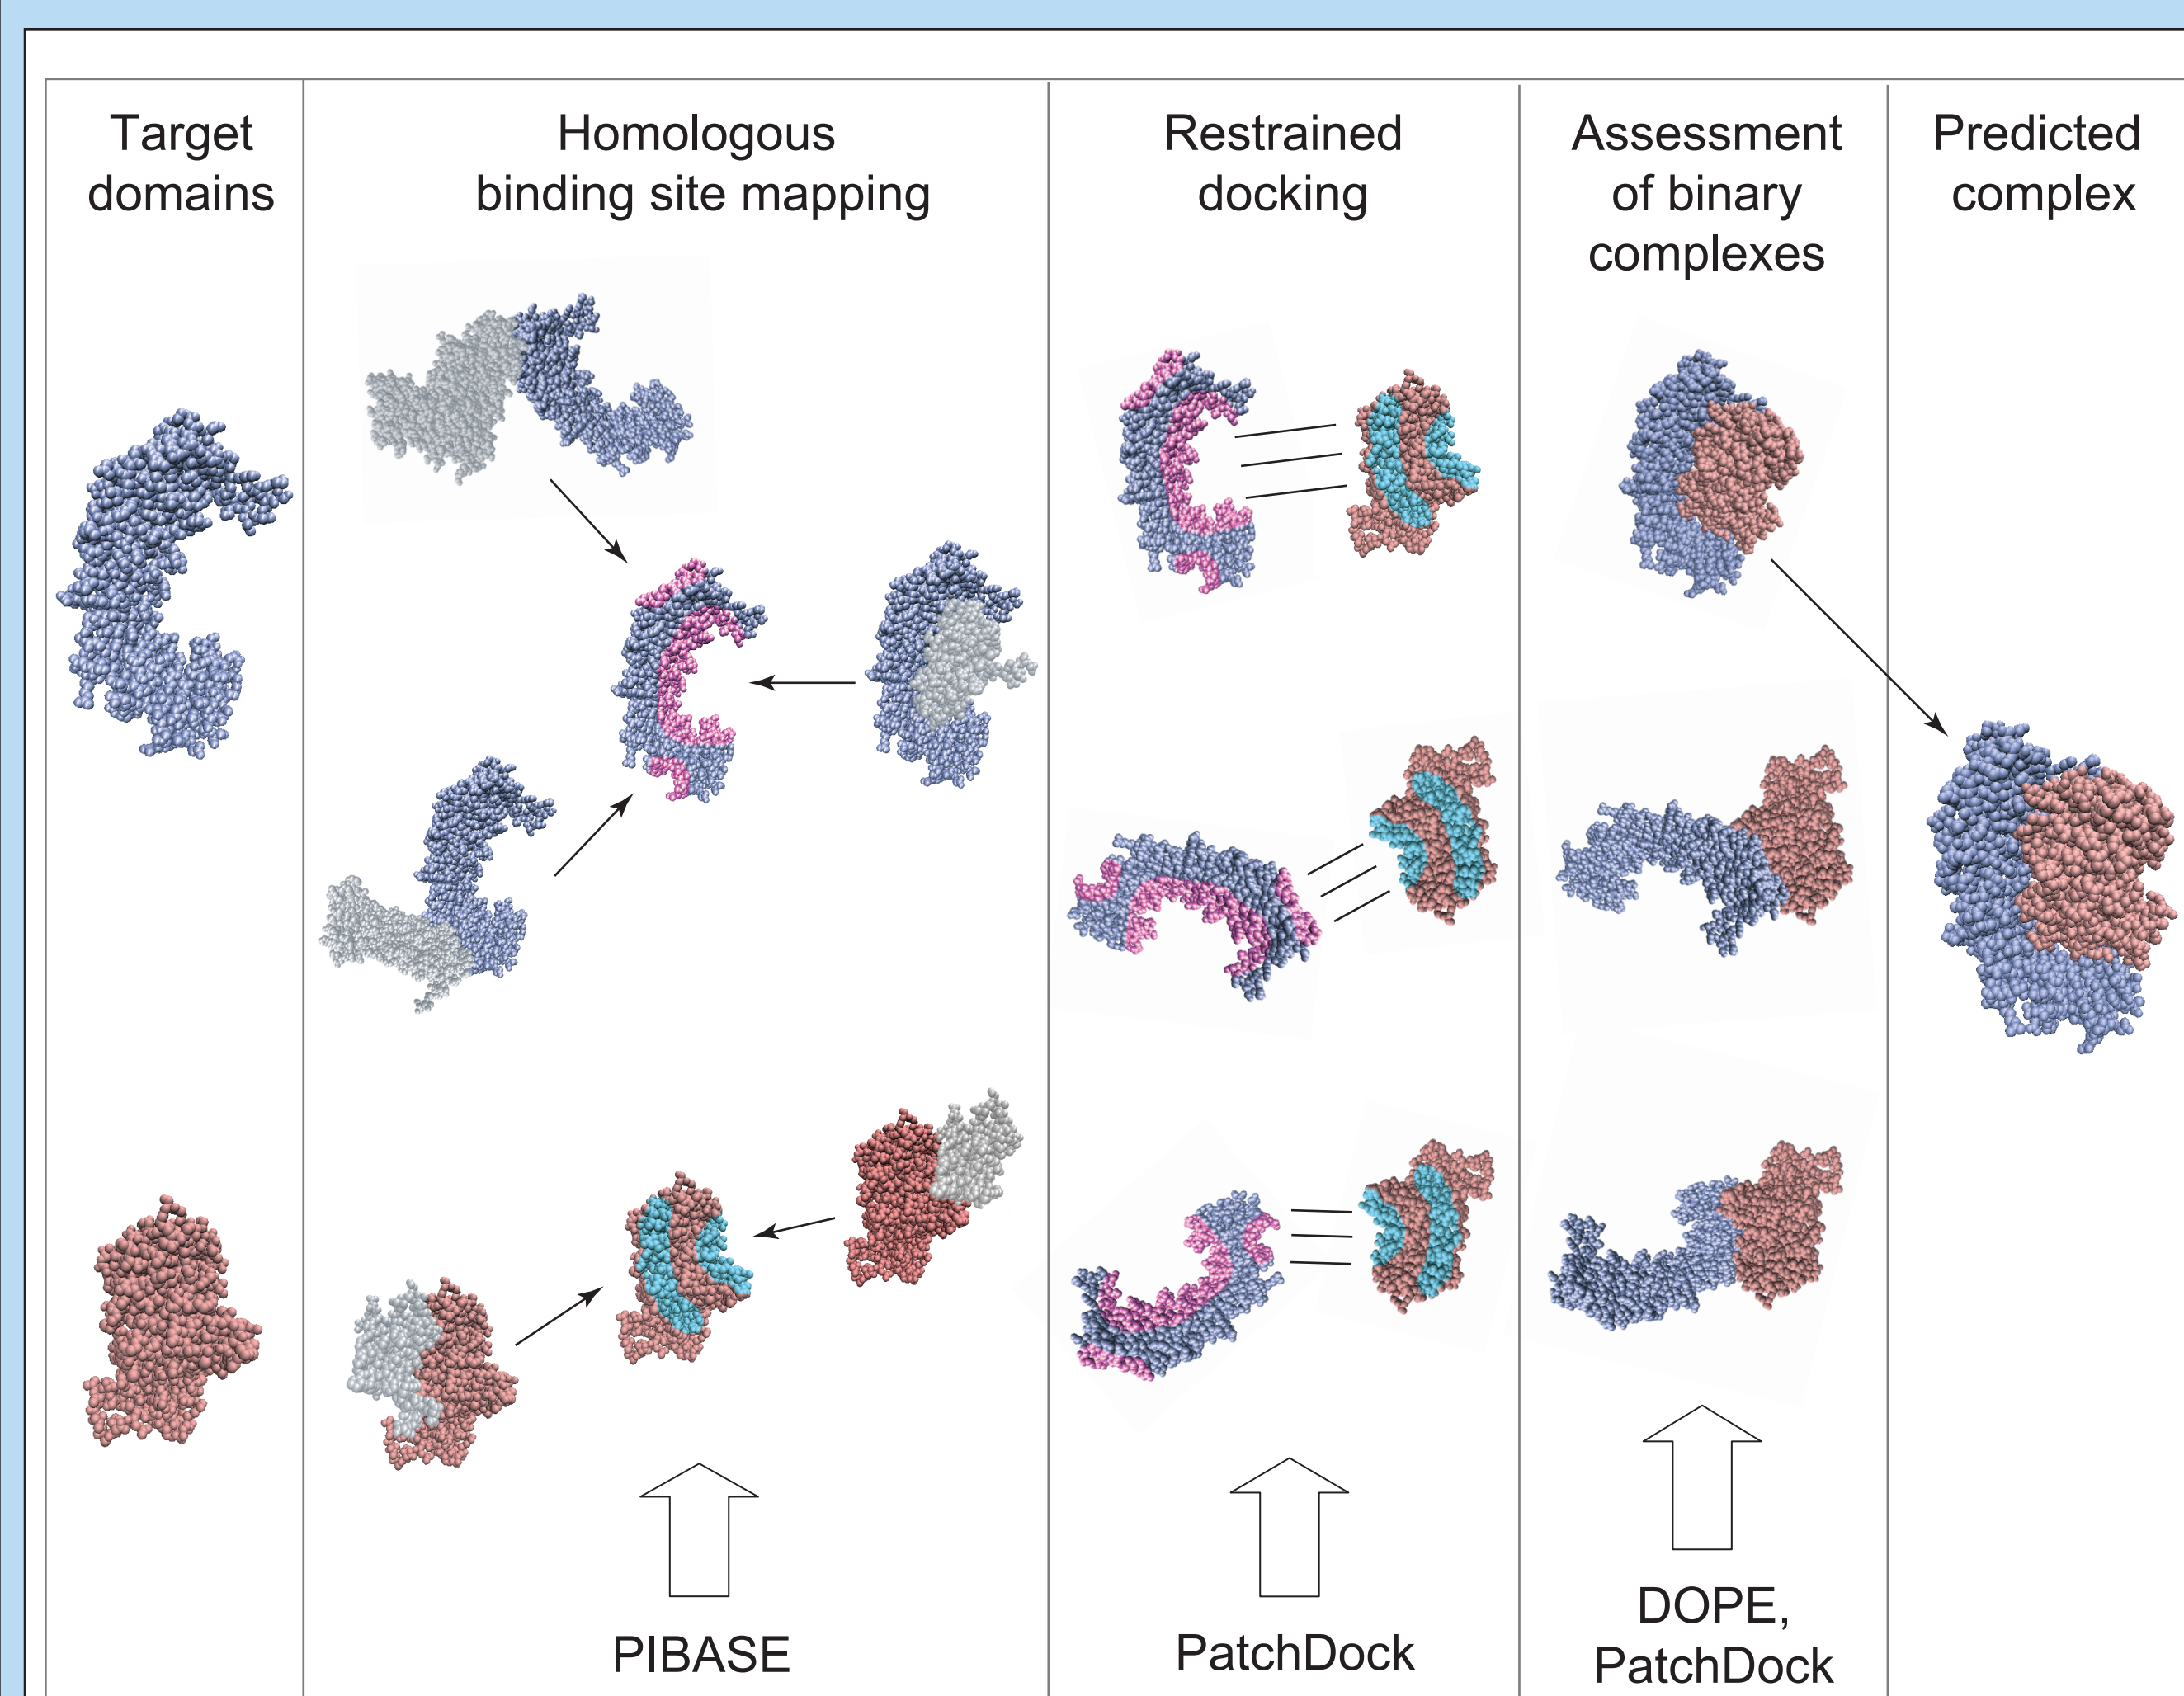 Target
domains
Homologous
binding site mapping
Restrained
docking
Assessment
of binary
complexes
Predicted
complex
PIBASE
PatchDock
DOPE,
PatchDock